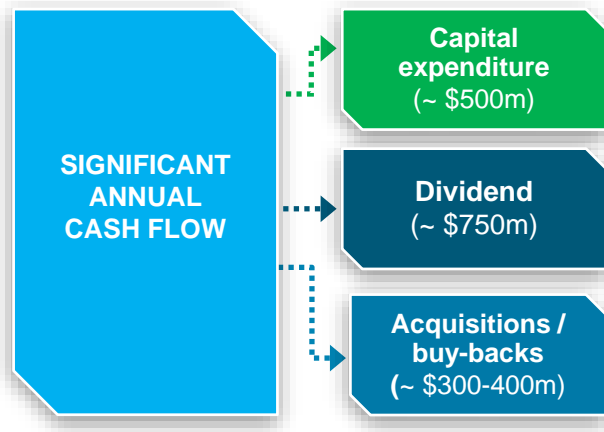 SIGNIFICANT
ANNUAL
CASH FLOW
Capital
expenditure
(~ $500m)
Dividend
(~ $750m)
Acquisitions /
buy-backs
(~ $300-400m)